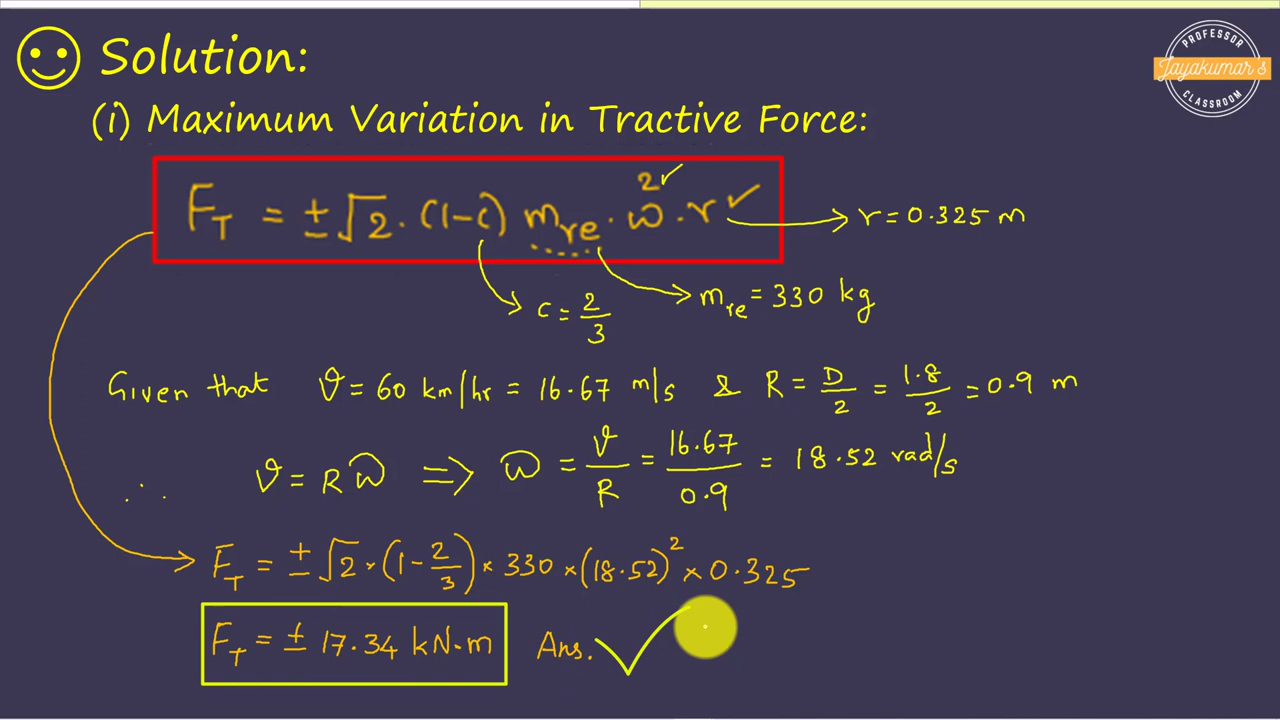 Solution:
PROFESSOR
Jayakumar's
CLASSROOM
(i) Maximum Variation in Tractive Force:
F_T = ±√2 · (1-c) m_re · ω² · r → r = 0.325 m
c = 2/3
m_re = 330 kg
Given that ϑ = 60 km/hr = 16.67 m/s & R = D/2 = 1.8/2 = 0.9 m
∴ ϑ = Rω ⇒ ω = ϑ/R = 16.67/0.9 = 18.52 rad/s
F_T = ±√2 × (1 - 2/3) × 330 × (18.52)² × 0.325
F_T = ± 17.34 kN·m Ans.